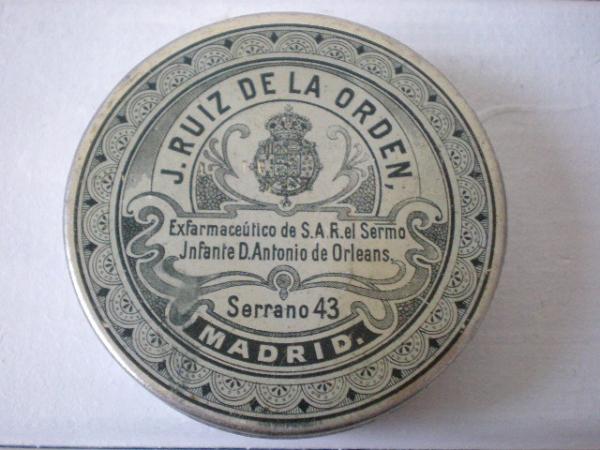 J. RUIZ DE LA ORDEN,
Exfarmaceútico de S.A.R. el Sermo
Jnfante D. Antonio de Orleans,
Serrano 43
MADRID.